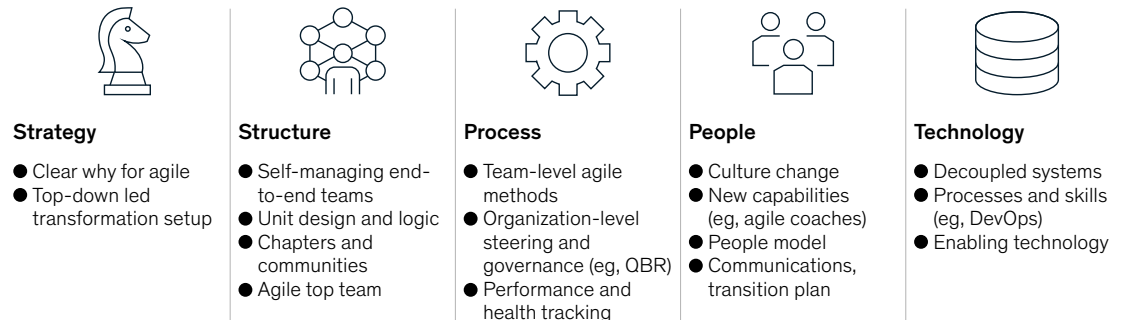 Strategy
● Clear why for agile
● Top-down led
transformation setup
Structure
● Self-managing end-
to-end teams
● Unit design and logic
● Chapters and
communities
● Agile top team
Process
● Team-level agile
methods
● Organization-level
steering and
governance (eg, QBR)
● Performance and
health tracking
People
● Culture change
● New capabilities
(eg, agile coaches)
● People model
● Communications,
transition plan
Technology
● Decoupled systems
● Processes and skills
(eg, DevOps)
● Enabling technology